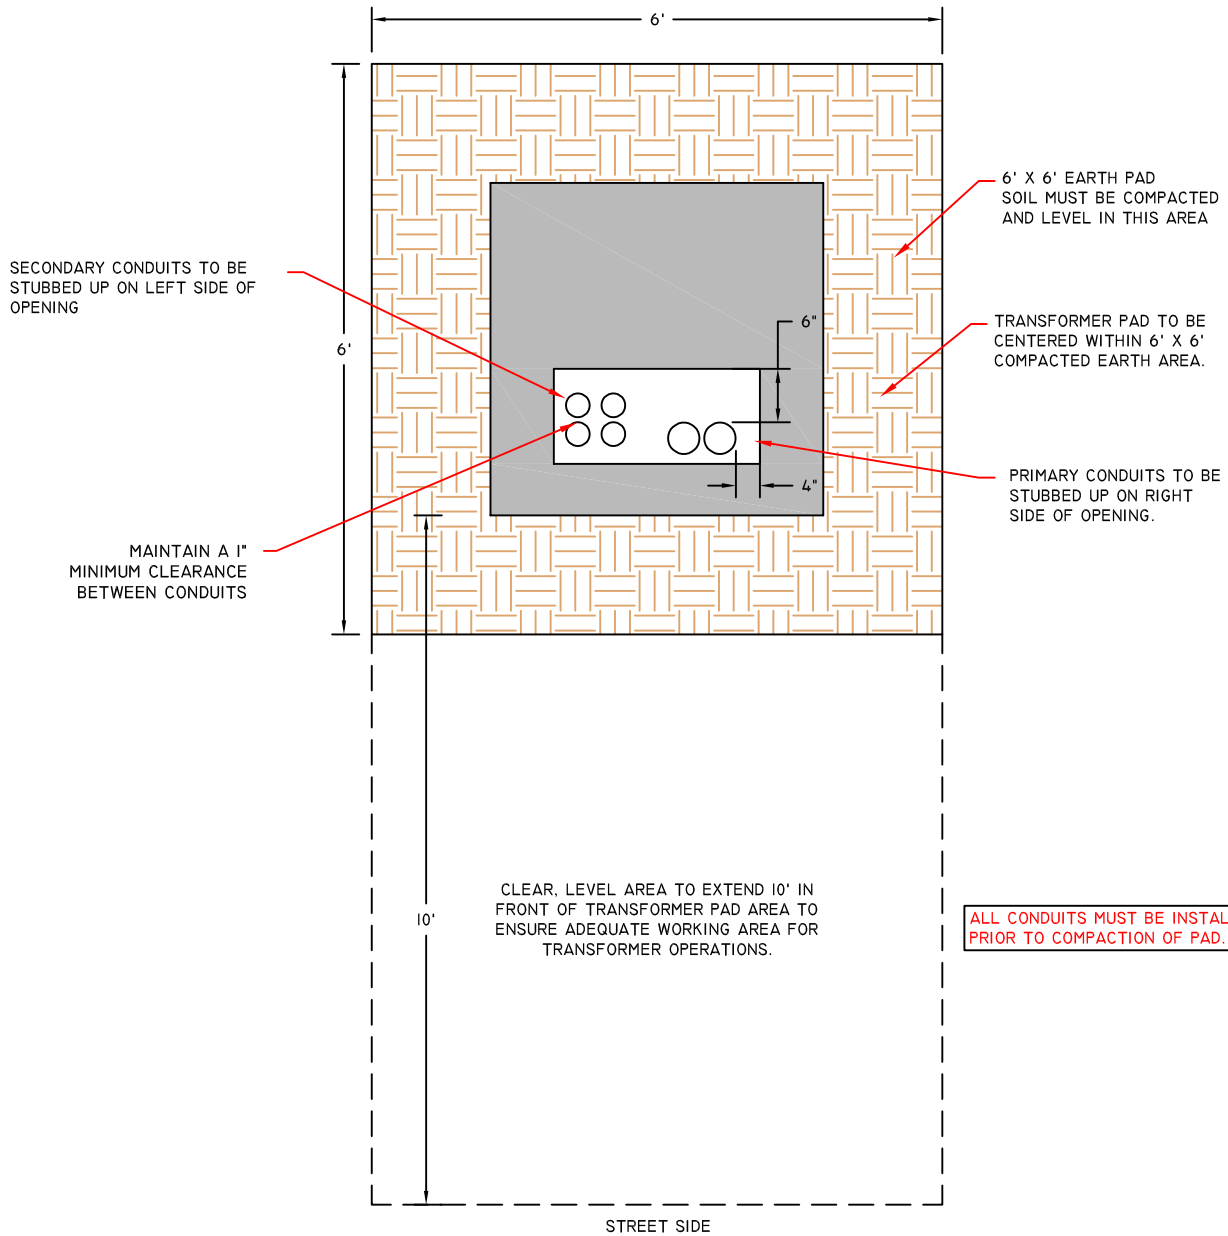 6'
6' X 6' EARTH PAD
SOIL MUST BE COMPACTED
AND LEVEL IN THIS AREA
SECONDARY CONDUITS TO BE
STUBBED UP ON LEFT SIDE OF
OPENING
6"
TRANSFORMER PAD TO BE
CENTERED WITHIN 6' X 6'
COMPACTED EARTH AREA.
6'
4"
PRIMARY CONDUITS TO BE
STUBBED UP ON RIGHT
SIDE OF OPENING.
MAINTAIN A 1"
MINIMUM CLEARANCE
BETWEEN CONDUITS
10'
CLEAR, LEVEL AREA TO EXTEND 10' IN
FRONT OF TRANSFORMER PAD AREA TO
ENSURE ADEQUATE WORKING AREA FOR
TRANSFORMER OPERATIONS.
ALL CONDUITS MUST BE INSTAL
PRIOR TO COMPACTION OF PAD.
STREET SIDE